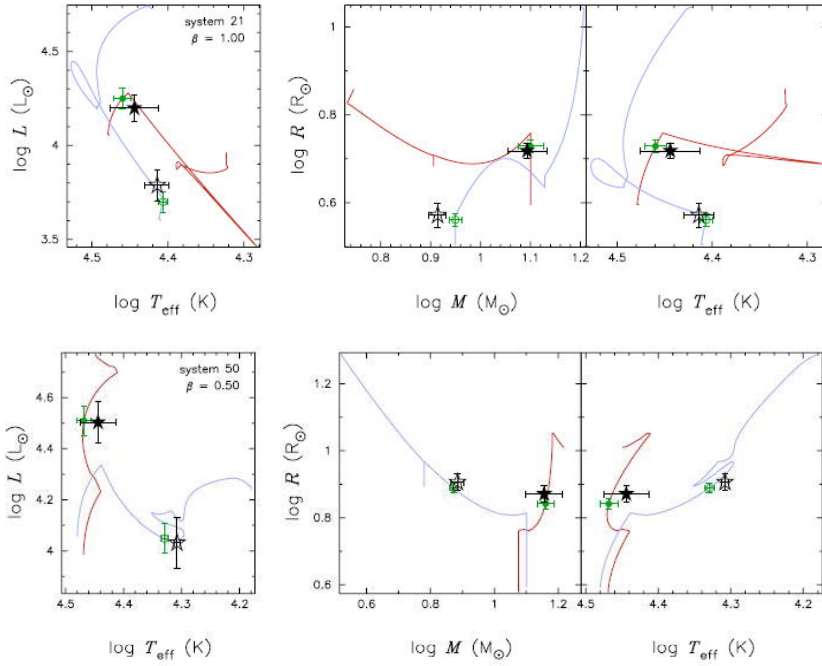 system 21
β = 1.00
4.5
4
3.5
log L (L⊙)
4.5
4.4
4.3
log Teff (K)
1
0.8
0.6
log R (R⊙)
0.8
0.9
1
1.1
1.2
log M (M⊙)
4.5
4.4
4.3
log Teff (K)
system 50
β = 0.50
4.6
4.4
4.2
4
log L (L⊙)
4.5
4.4
4.3
4.2
log Teff (K)
1.2
1
0.8
0.6
log R (R⊙)
0.6
0.8
1
1.2
log M (M⊙)
4.5
4.4
4.3
4.2
log Teff (K)